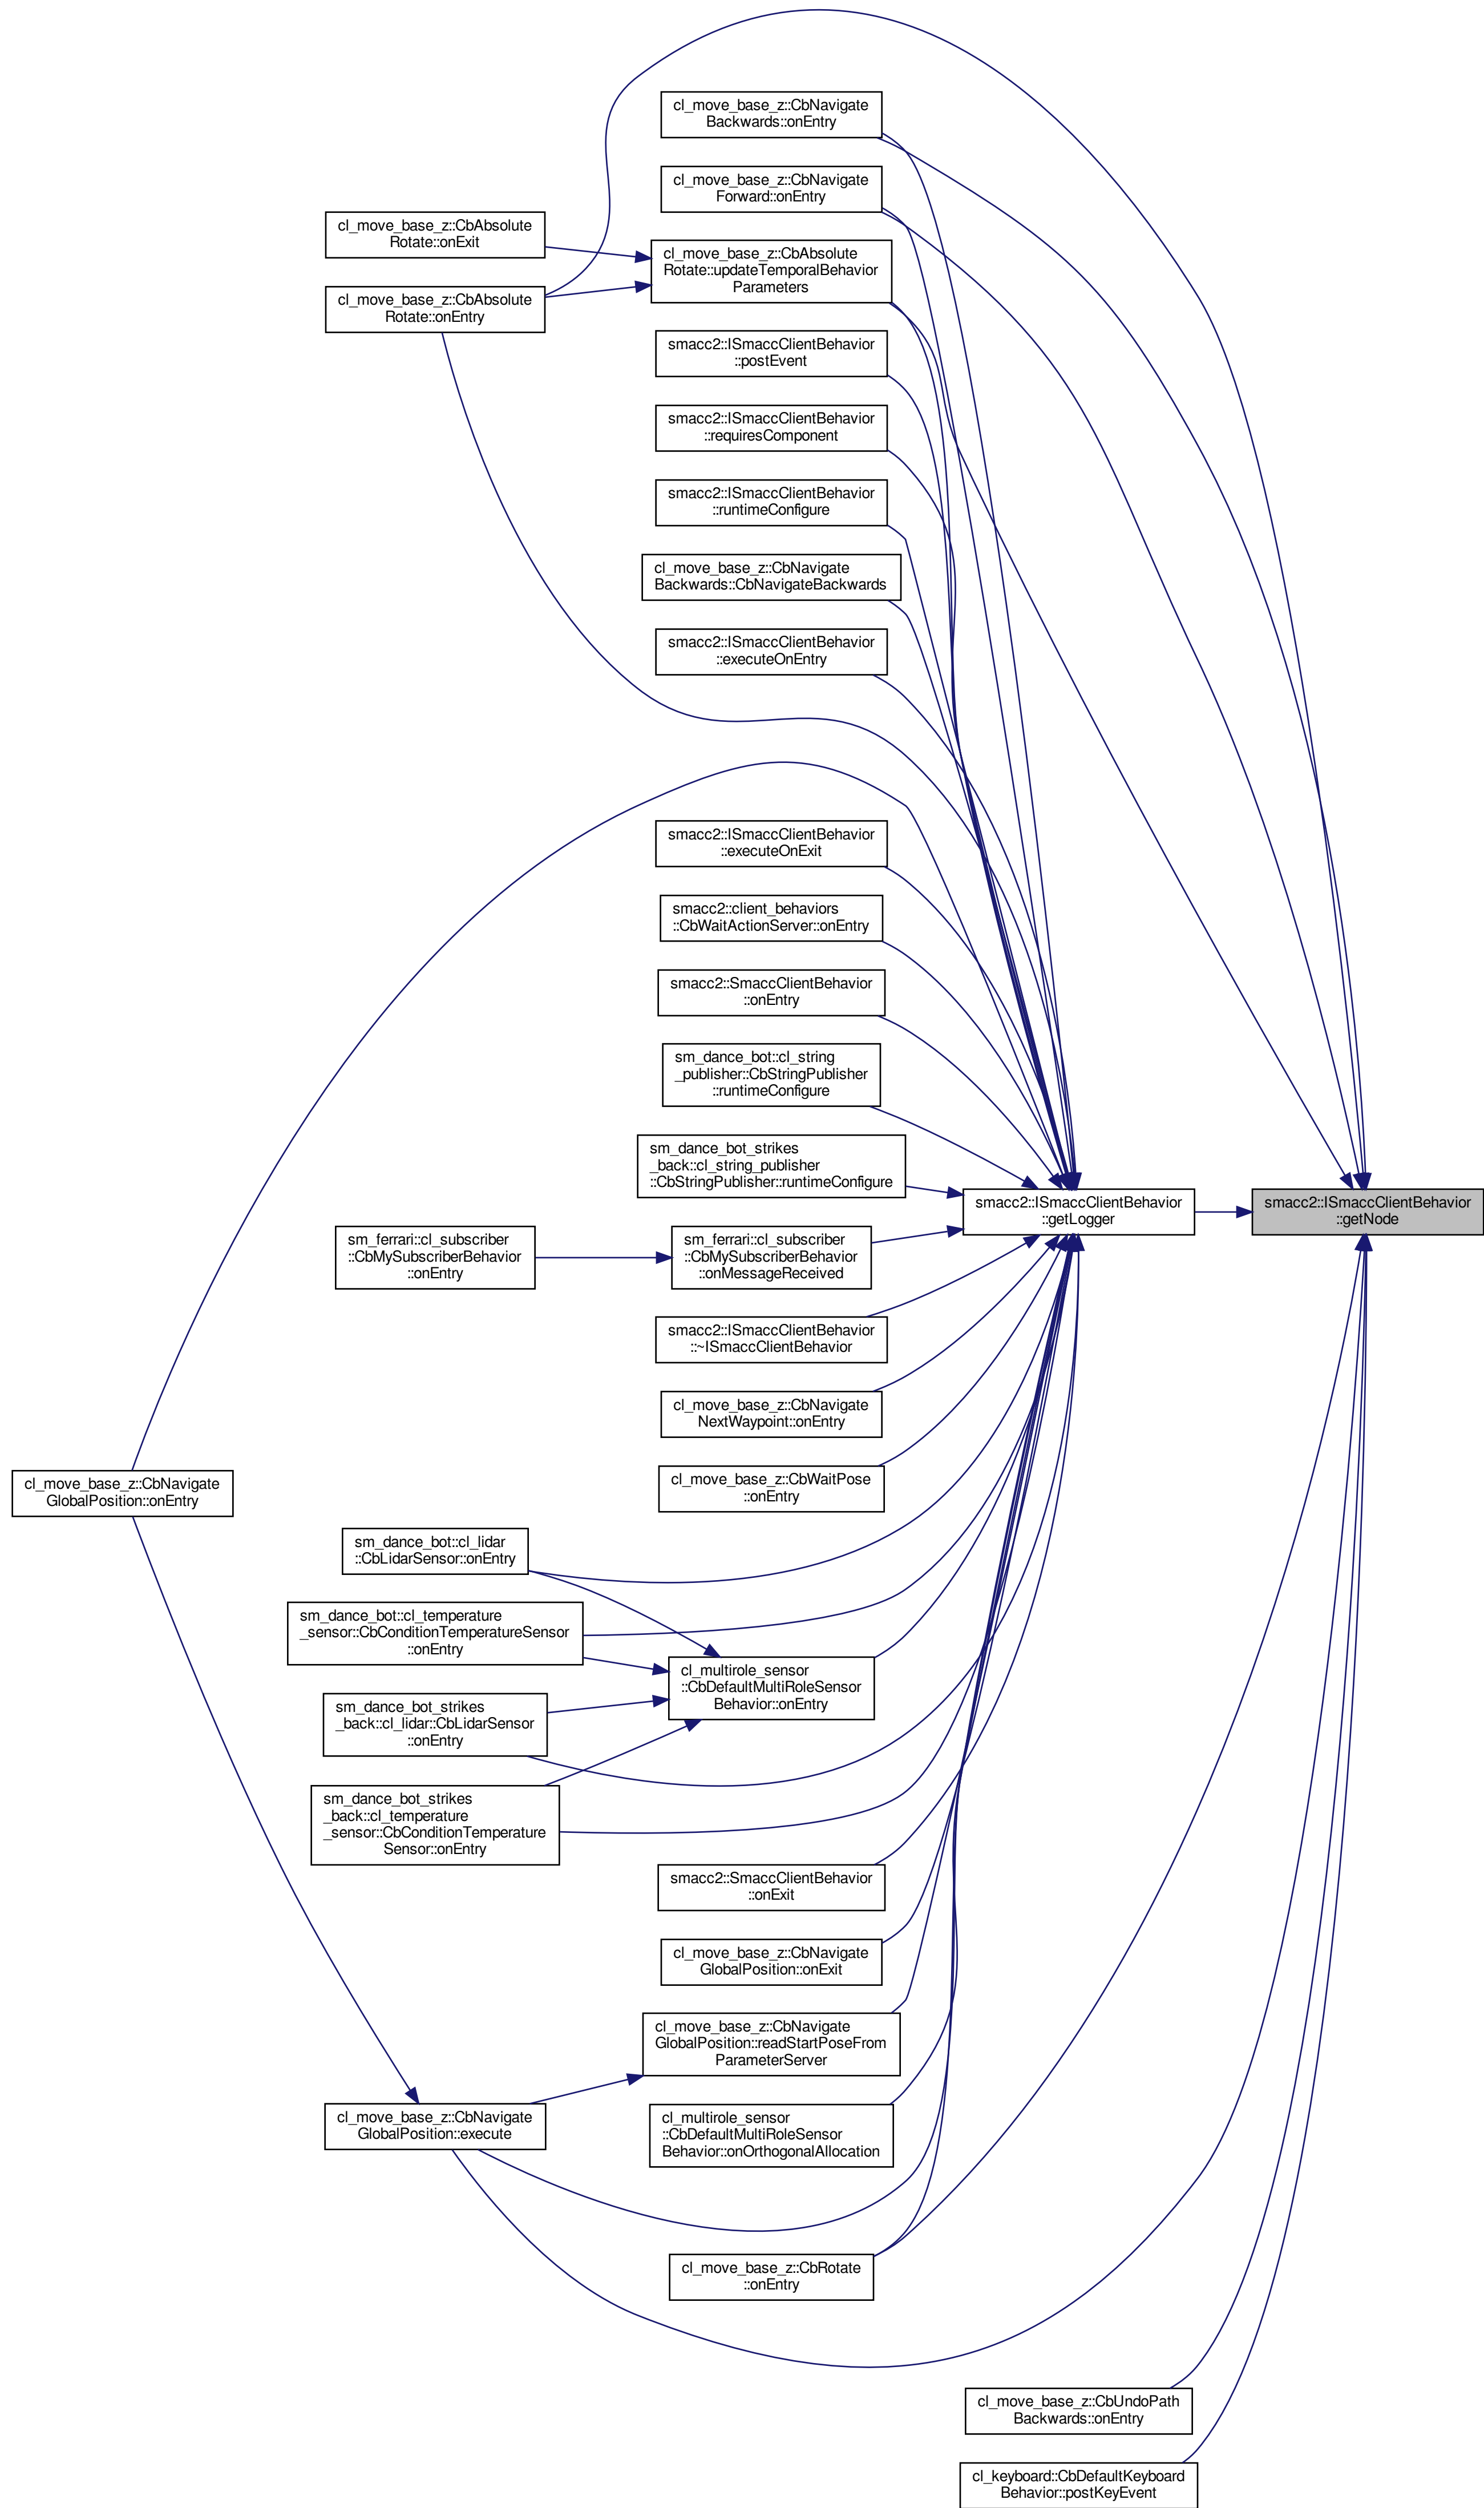 cl_move_base_z::CbNavigate
Backwards::onEntry
cl_move_base_z::CbNavigate
Forward::onEntry
cl_move_base_z::CbAbsolute
Rotate::onExit
cl_move_base_z::CbAbsolute
Rotate::updateTemporalBehavior
Parameters
cl_move_base_z::CbAbsolute
Rotate::onEntry
smacc2::ISmaccClientBehavior
::postEvent
smacc2::ISmaccClientBehavior
::requiresComponent
smacc2::ISmaccClientBehavior
::runtimeConfigure
cl_move_base_z::CbNavigate
Backwards::CbNavigateBackwards
smacc2::ISmaccClientBehavior
::executeOnEntry
smacc2::ISmaccClientBehavior
::executeOnExit
smacc2::client_behaviors
::CbWaitActionServer::onEntry
smacc2::SmaccClientBehavior
::onEntry
sm_dance_bot::cl_string
_publisher::CbStringPublisher
::runtimeConfigure
sm_dance_bot_strikes
_back::cl_string_publisher
::CbStringPublisher::runtimeConfigure
smacc2::ISmaccClientBehavior
::getLogger
smacc2::ISmaccClientBehavior
::getNode
sm_ferrari::cl_subscriber
::CbMySubscriberBehavior
::onEntry
sm_ferrari::cl_subscriber
::CbMySubscriberBehavior
::onMessageReceived
smacc2::ISmaccClientBehavior
::~ISmaccClientBehavior
cl_move_base_z::CbNavigate
NextWaypoint::onEntry
cl_move_base_z::CbWaitPose
::onEntry
cl_move_base_z::CbNavigate
GlobalPosition::onEntry
sm_dance_bot::cl_lidar
::CbLidarSensor::onEntry
sm_dance_bot::cl_temperature
_sensor::CbConditionTemperatureSensor
::onEntry
cl_multirole_sensor
::CbDefaultMultiRoleSensor
Behavior::onEntry
sm_dance_bot_strikes
_back::cl_lidar::CbLidarSensor
::onEntry
sm_dance_bot_strikes
_back::cl_temperature
_sensor::CbConditionTemperature
Sensor::onEntry
smacc2::SmaccClientBehavior
::onExit
cl_move_base_z::CbNavigate
GlobalPosition::onExit
cl_move_base_z::CbNavigate
GlobalPosition::readStartPoseFrom
ParameterServer
cl_move_base_z::CbNavigate
GlobalPosition::execute
cl_multirole_sensor
::CbDefaultMultiRoleSensor
Behavior::onOrthogonalAllocation
cl_move_base_z::CbRotate
::onEntry
cl_move_base_z::CbUndoPath
Backwards::onEntry
cl_keyboard::CbDefaultKeyboard
Behavior::postKeyEvent